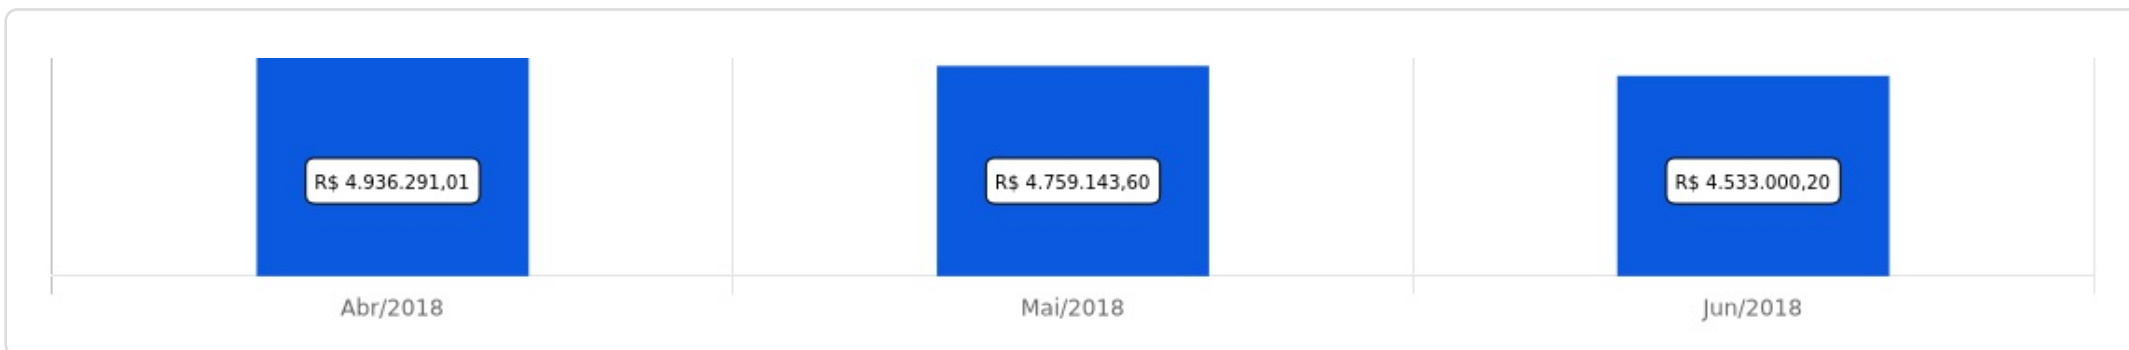 R$ 4.936.291,01
R$ 4.759.143,60
R$ 4.533.000,20
Abr/2018
Mai/2018
Jun/2018